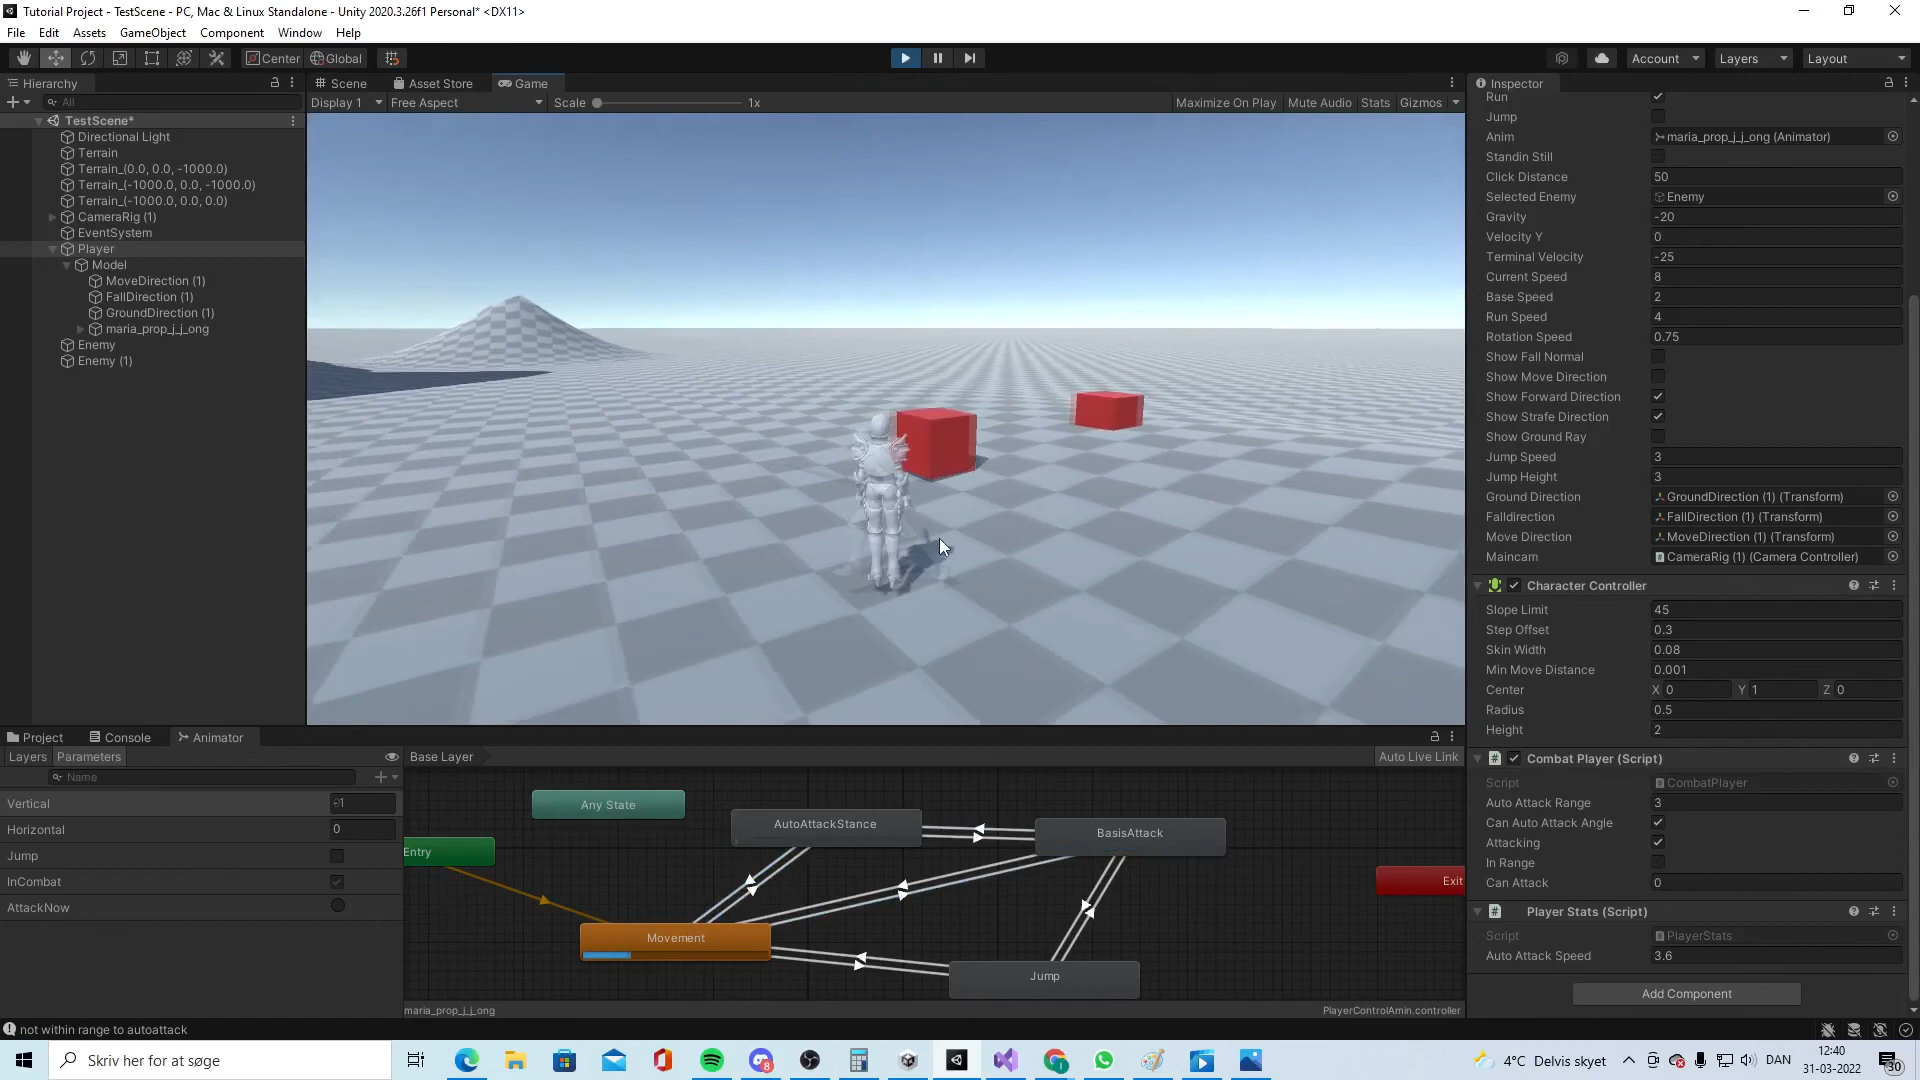 Tutorial Project - TestScene - PC, Mac & Linux Standalone - Unity 2020.3.26f1 Personal* <DX11>
File Edit Assets GameObject Component Window Help
Center Global Account Layers Layout
Hierarchy
All
TestScene*
Directional Light
Terrain
Terrain_(0.0, 0.0, -1000.0)
Terrain_(-1000.0, 0.0, -1000.0)
Terrain_(-1000.0, 0.0, 0.0)
CameraRig (1)
EventSystem
Player
Model
MoveDirection (1)
FallDirection (1)
GroundDirection (1)
maria_prop_j_j_ong
Enemy
Enemy (1)
Scene Asset Store Game
Display 1 Free Aspect Scale 1x Maximize On Play Mute Audio Stats Gizmos
Inspector
Run
Jump
Anim maria_prop_j_j_ong (Animator)
Standin Still
Click Distance 50
Selected Enemy Enemy
Gravity -20
Velocity Y 0
Terminal Velocity -25
Current Speed 8
Base Speed 2
Run Speed 4
Rotation Speed 0.75
Show Fall Normal
Show Move Direction
Show Forward Direction
Show Strafe Direction
Show Ground Ray
Jump Speed 3
Jump Height 3
Ground Direction GroundDirection (1) (Transform)
Falldirection FallDirection (1) (Transform)
Move Direction MoveDirection (1) (Transform)
Maincam CameraRig (1) (Camera Controller)
Character Controller
Slope Limit 45
Step Offset 0.3
Skin Width 0.08
Min Move Distance 0.001
Center X 0 Y 1 Z 0
Radius 0.5
Height 2
Combat Player (Script)
Script CombatPlayer
Auto Attack Range 3
Can Auto Attack Angle
Attacking
In Range
Can Attack 0
Player Stats (Script)
Script PlayerStats
Auto Attack Speed 3.6
Add Component
Project Console Animator
Layers Parameters Base Layer Auto Live Link
Name
Vertical -1
Horizontal 0
Jump
InCombat
AttackNow
Any State
AutoAttackStance
BasisAttack
Entry
Exit
Movement
Jump
maria_prop_j_j_ong PlayerControlAmin.controller
not within range to autoattack
Skriv her for at søge
8
4°C Delvis skyet
DAN
12:40
31-03-2022
30